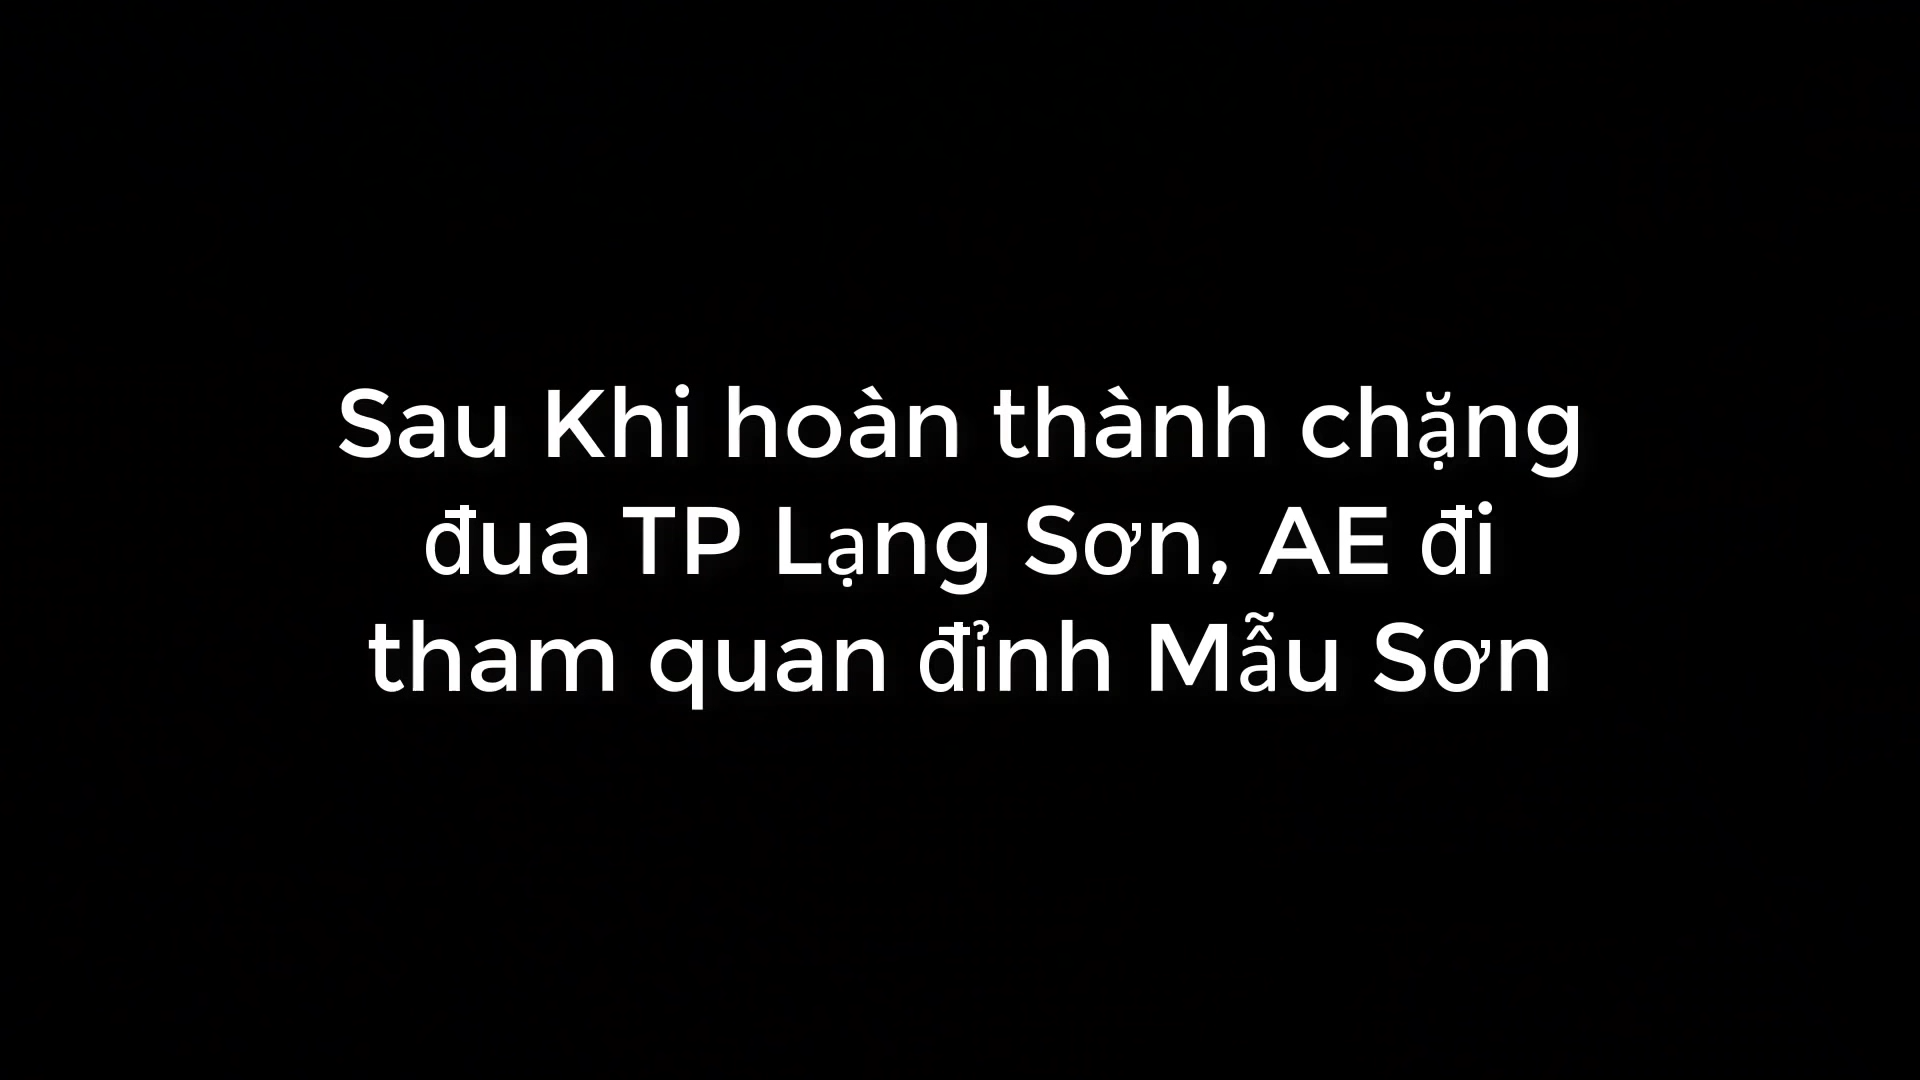 Sau Khi hoàn thành chặng
đua TP Lạng Sơn, AE đi
tham quan đỉnh Mẫu Sơn